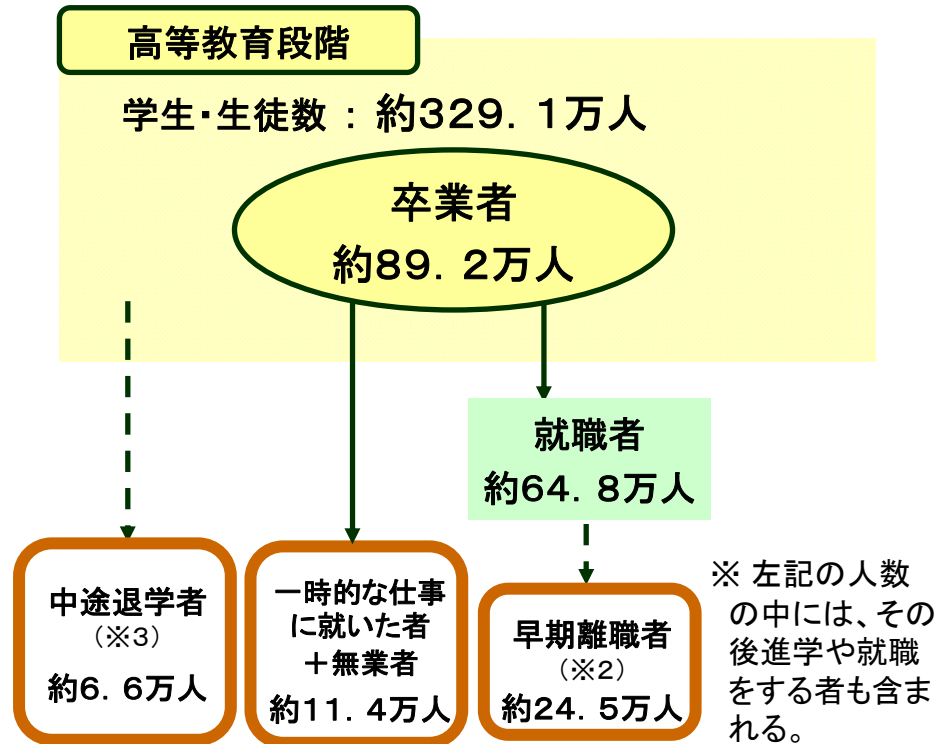 高等教育段階
学生・生徒数 : 約329.1万人
卒業者
約89.2万人
就職者
約64.8万人
中途退学者
(※3)
約6.6万人
一時的な仕事
に就いた者
+無業者
約11.4万人
早期離職者
(※2)
約24.5万人
※ 左記の人数
の中には、その
後進学や就職
をする者も含ま
れる。